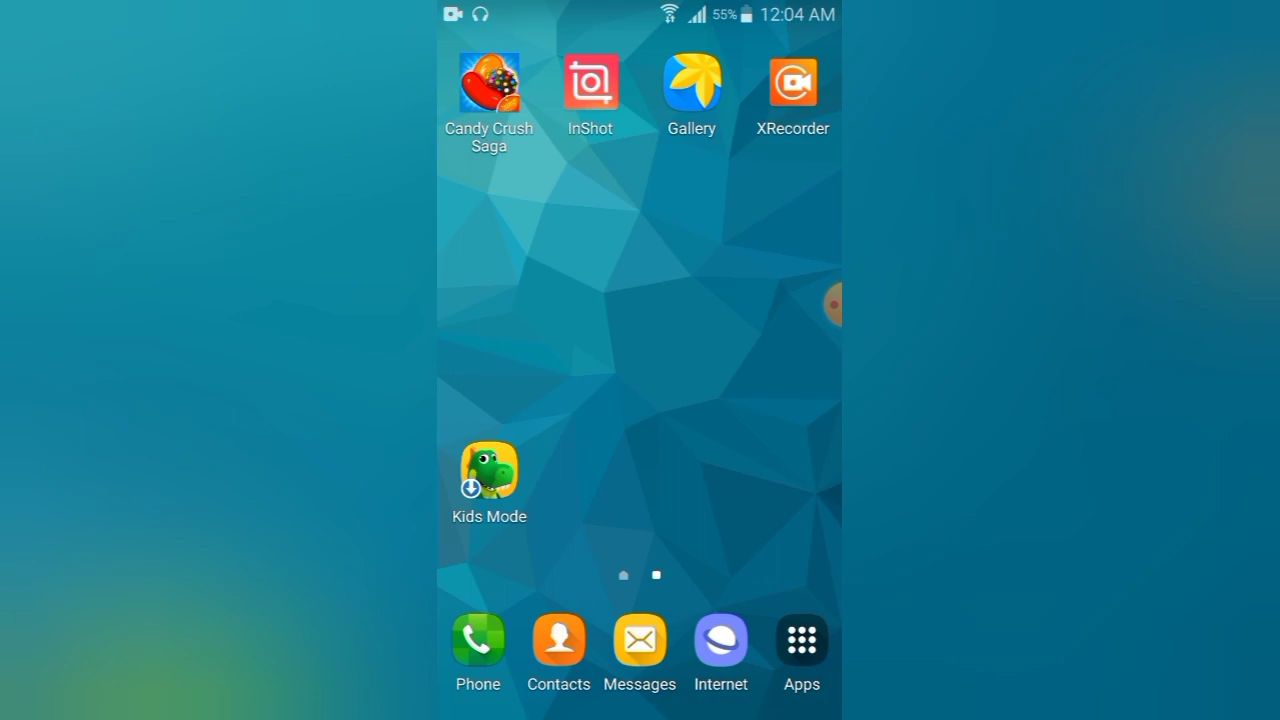 55% 12:04 AM
Candy Crush Saga
InShot
Gallery
XRecorder
Kids Mode
Phone
Contacts
Messages
Internet
Apps